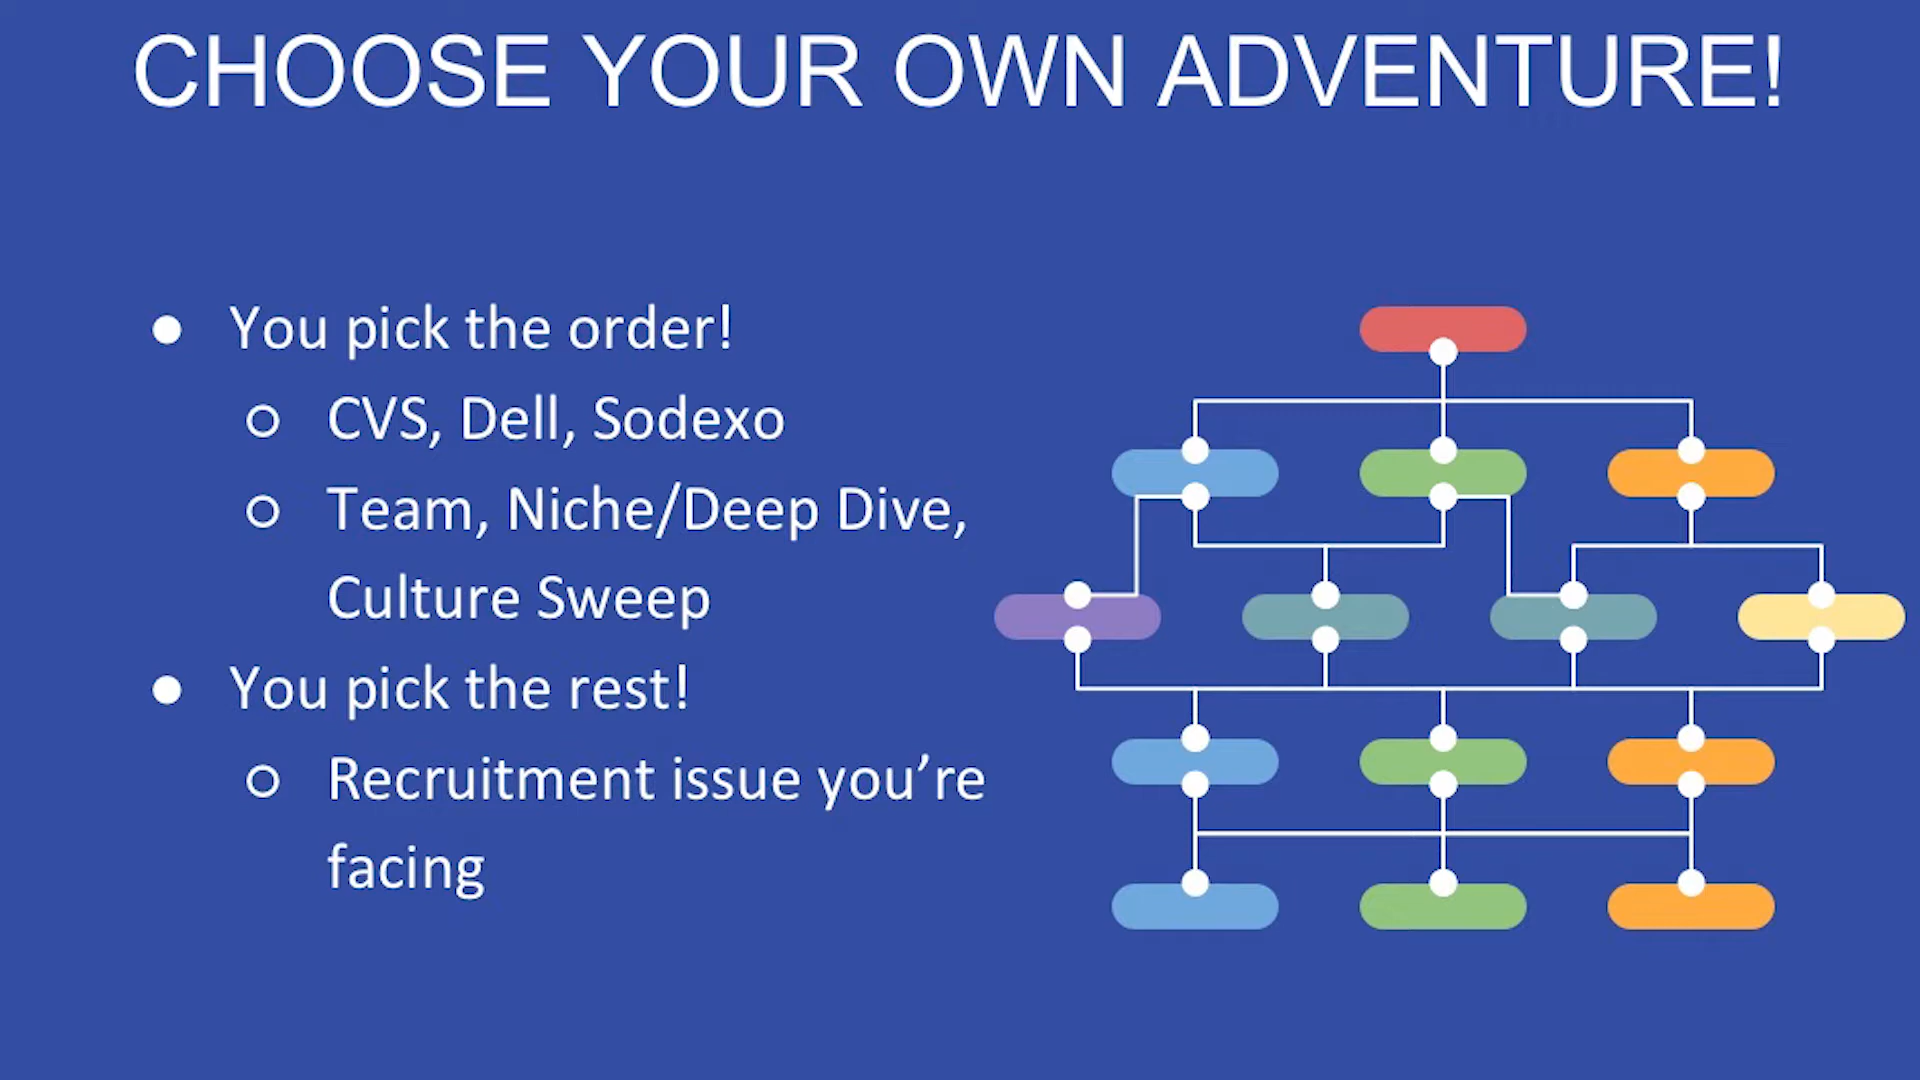 CHOOSE YOUR OWN ADVENTURE!
● You pick the order!
○ CVS, Dell, Sodexo
○ Team, Niche/Deep Dive,
Culture Sweep
● You pick the rest!
○ Recruitment issue you’re
facing